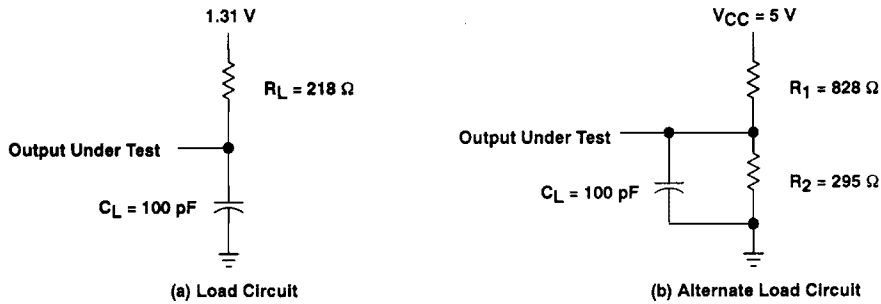 1.31 V
R_L = 218 Ω
Output Under Test
C_L = 100 pF
(a) Load Circuit
V_CC = 5 V
R_1 = 828 Ω
Output Under Test
R_2 = 295 Ω
C_L = 100 pF
(b) Alternate Load Circuit